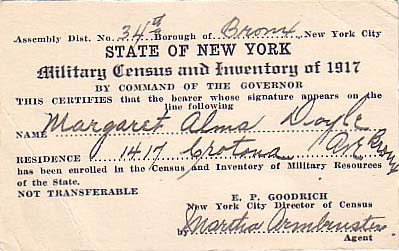 Assembly Dist. No. 34 Borough of Bronx, New York City
STATE OF NEW YORK
Military Census and Inventory of 1917
BY COMMAND OF THE GOVERNOR
THIS CERTIFIES that the bearer whose signature appears on the
line following
NAME Margaret Alma Doyle
RESIDENCE 1417 Crotona Ave Bronx
has been enrolled in the Census and Inventory of Military Resources
of the State.
NOT TRANSFERABLE
E. P. GOODRICH
New York City Director of Census
by Martha Armbruster
Agent